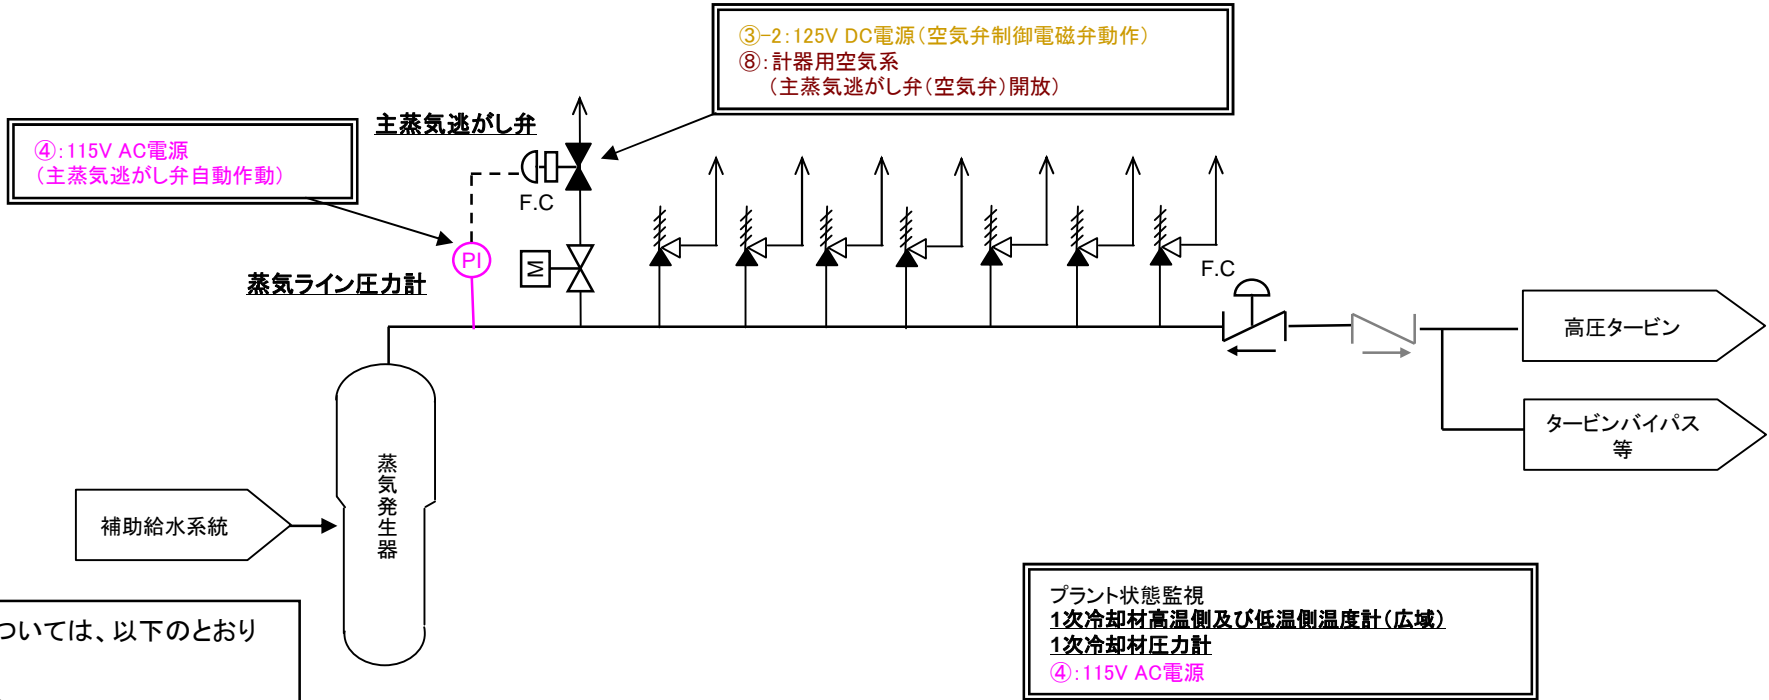 ③-2：125V DC電源（空気弁制御電磁弁動作）
⑧：計器用空気系
（主蒸気逃がし弁（空気弁）開放）
主蒸気逃がし弁
④：115V AC電源
（主蒸気逃がし弁自動作動）
F.C
PI
M
蒸気ライン圧力計
F.C
高圧タービン
タービンバイパス
等
蒸気発生器
補助給水系統
ついては、以下のとおり
プラント状態監視
1次冷却材高温側及び低温側温度計（広域）
1次冷却材圧力計
④：115V AC電源